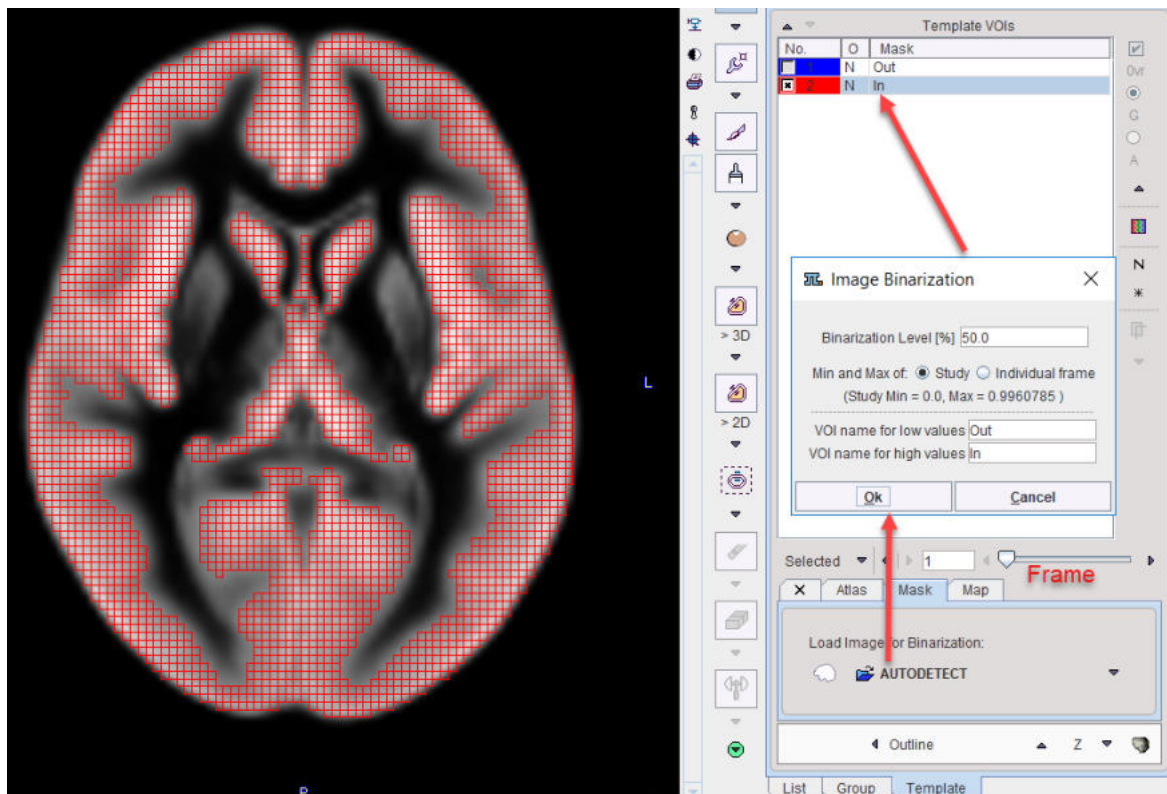 Template VOIs
No. O Mask
1 N Out
2 N In
Ovr
G
A
N
Image Binarization
Binarization Level [%] 50.0
Min and Max of: Study Individual frame
(Study Min = 0.0, Max = 0.9960785 )
VOI name for low values Out
VOI name for high values In
Ok Cancel
> 3D
> 2D
L
Selected 1
Frame
X Atlas Mask Map
Load Image for Binarization:
AUTODETECT
Outline Z
List Group Template